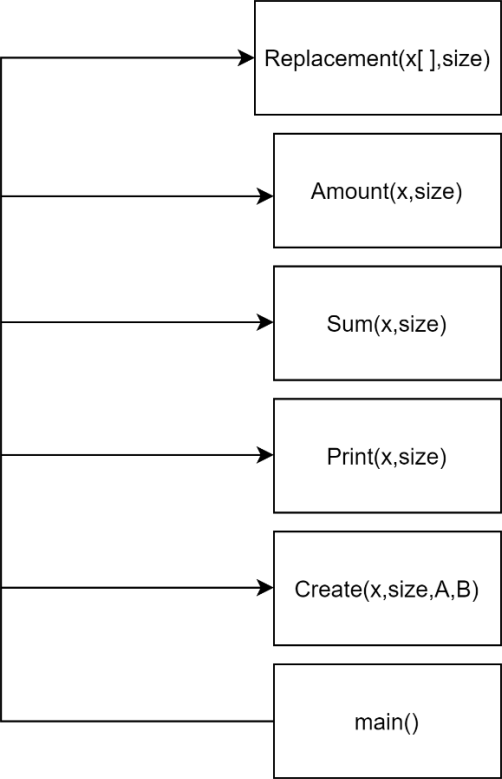 Replacement(x[ ],size)
Amount(x,size)
Sum(x,size)
Print(x,size)
Create(x,size,A,B)
main()